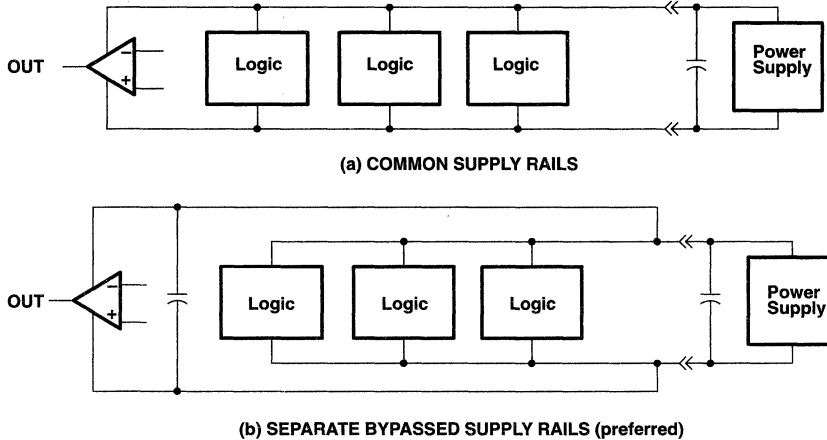 Power
Supply
Logic
Logic
Logic
OUT
−
+
(a) COMMON SUPPLY RAILS
Logic
Logic
Logic
Power
Supply
OUT
−
+
(b) SEPARATE BYPASSED SUPPLY RAILS (preferred)